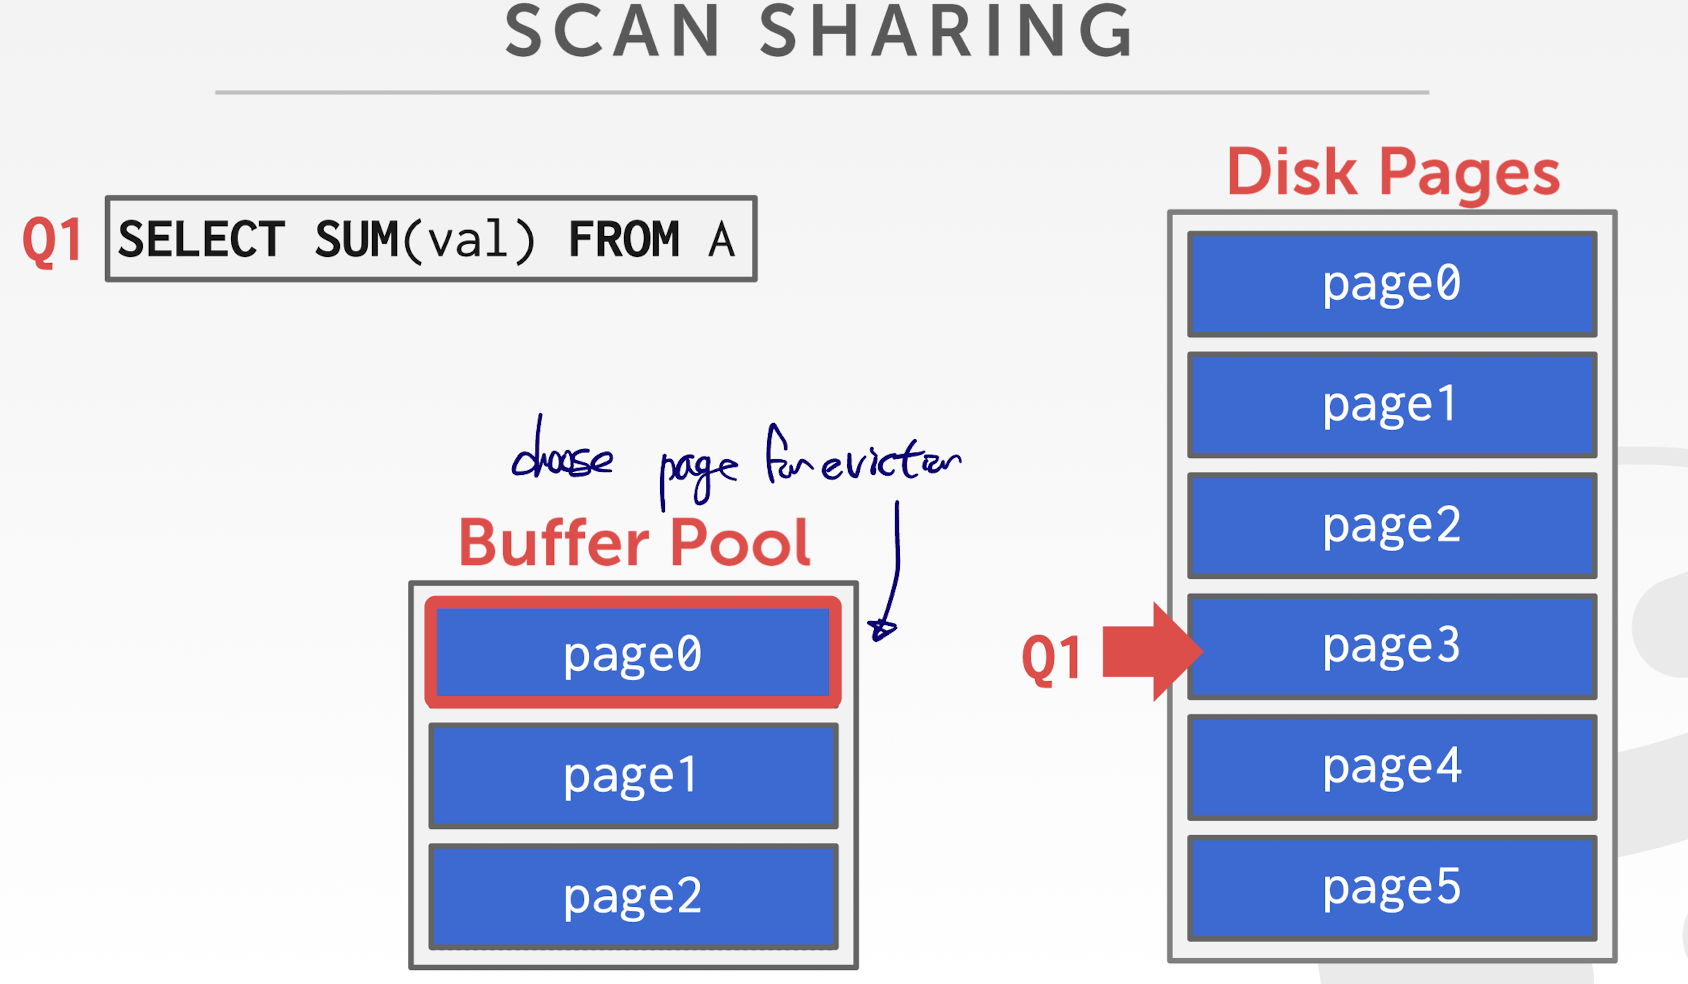 SCAN SHARING
Q1 SELECT SUM(val) FROM A
choose page for eviction
Buffer Pool
page0
page1
page2
Disk Pages
page0
page1
page2
Q1 page3
page4
page5